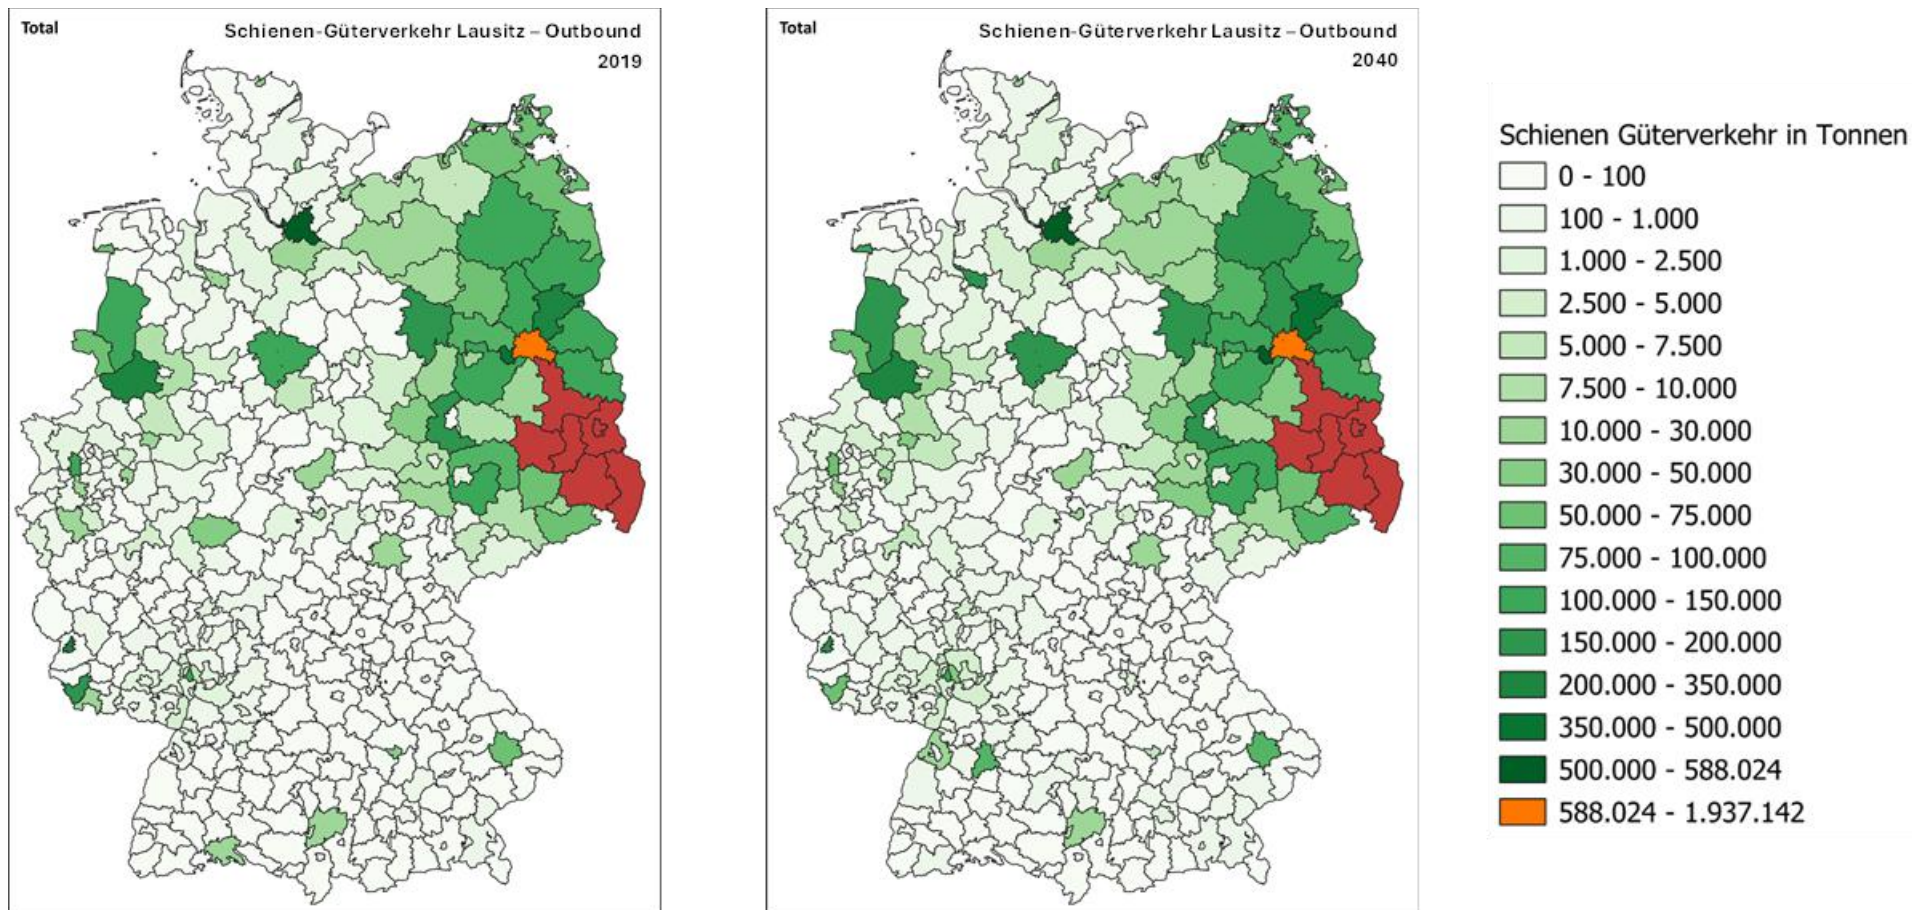 Total
Schienen-Güterverkehr Lausitz – Outbound
2019
Total
Schienen-Güterverkehr Lausitz – Outbound
2040
Schienen Güterverkehr in Tonnen
0 - 100
100 - 1.000
1.000 - 2.500
2.500 - 5.000
5.000 - 7.500
7.500 - 10.000
10.000 - 30.000
30.000 - 50.000
50.000 - 75.000
75.000 - 100.000
100.000 - 150.000
150.000 - 200.000
200.000 - 350.000
350.000 - 500.000
500.000 - 588.024
588.024 - 1.937.142